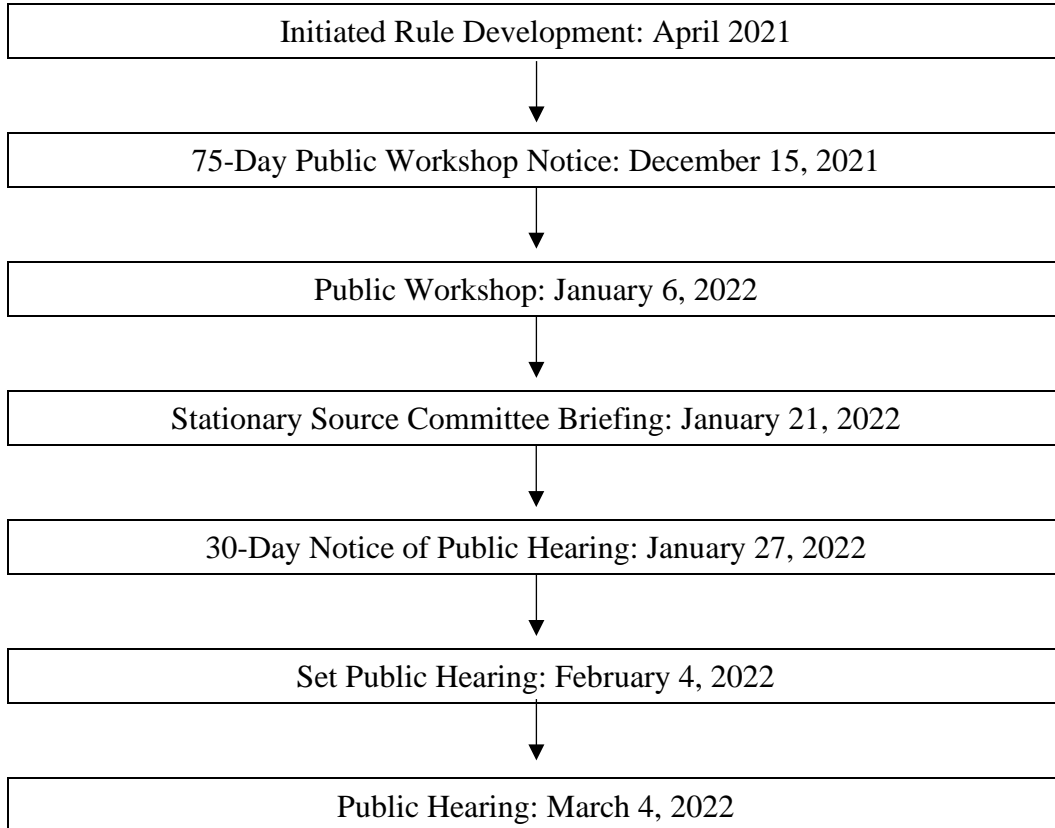 Initiated Rule Development: April 2021
75-Day Public Workshop Notice: December 15, 2021
Public Workshop: January 6, 2022
Stationary Source Committee Briefing: January 21, 2022
30-Day Notice of Public Hearing: January 27, 2022
Set Public Hearing: February 4, 2022
Public Hearing: March 4, 2022